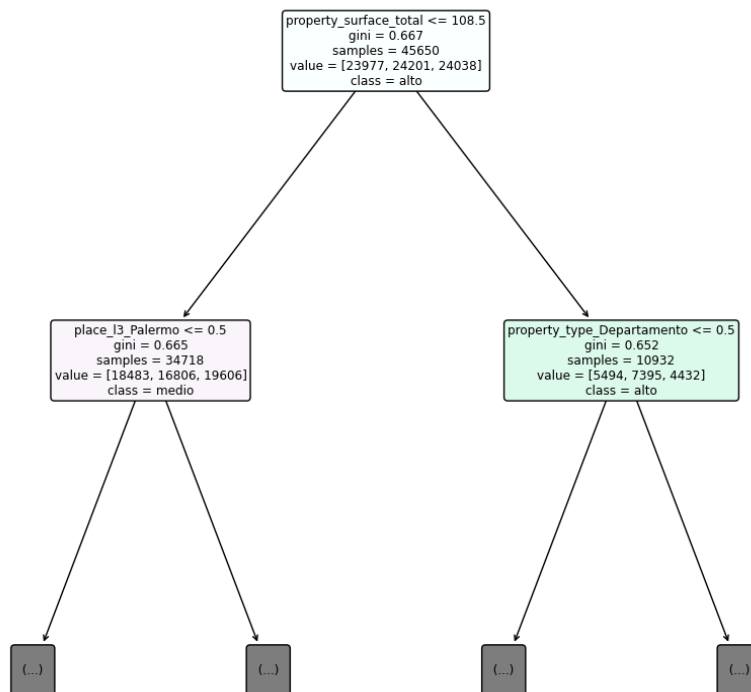 property_surface_total <= 108.5
gini = 0.667
samples = 45650
value = [23977, 24201, 24038]
class = alto
place_l3_Palermo <= 0.5
gini = 0.665
samples = 34718
value = [18483, 16806, 19606]
class = medio
property_type_Departamento <= 0.5
gini = 0.652
samples = 10932
value = [5494, 7395, 4432]
class = alto
(...)
(...)
(...)
(...)